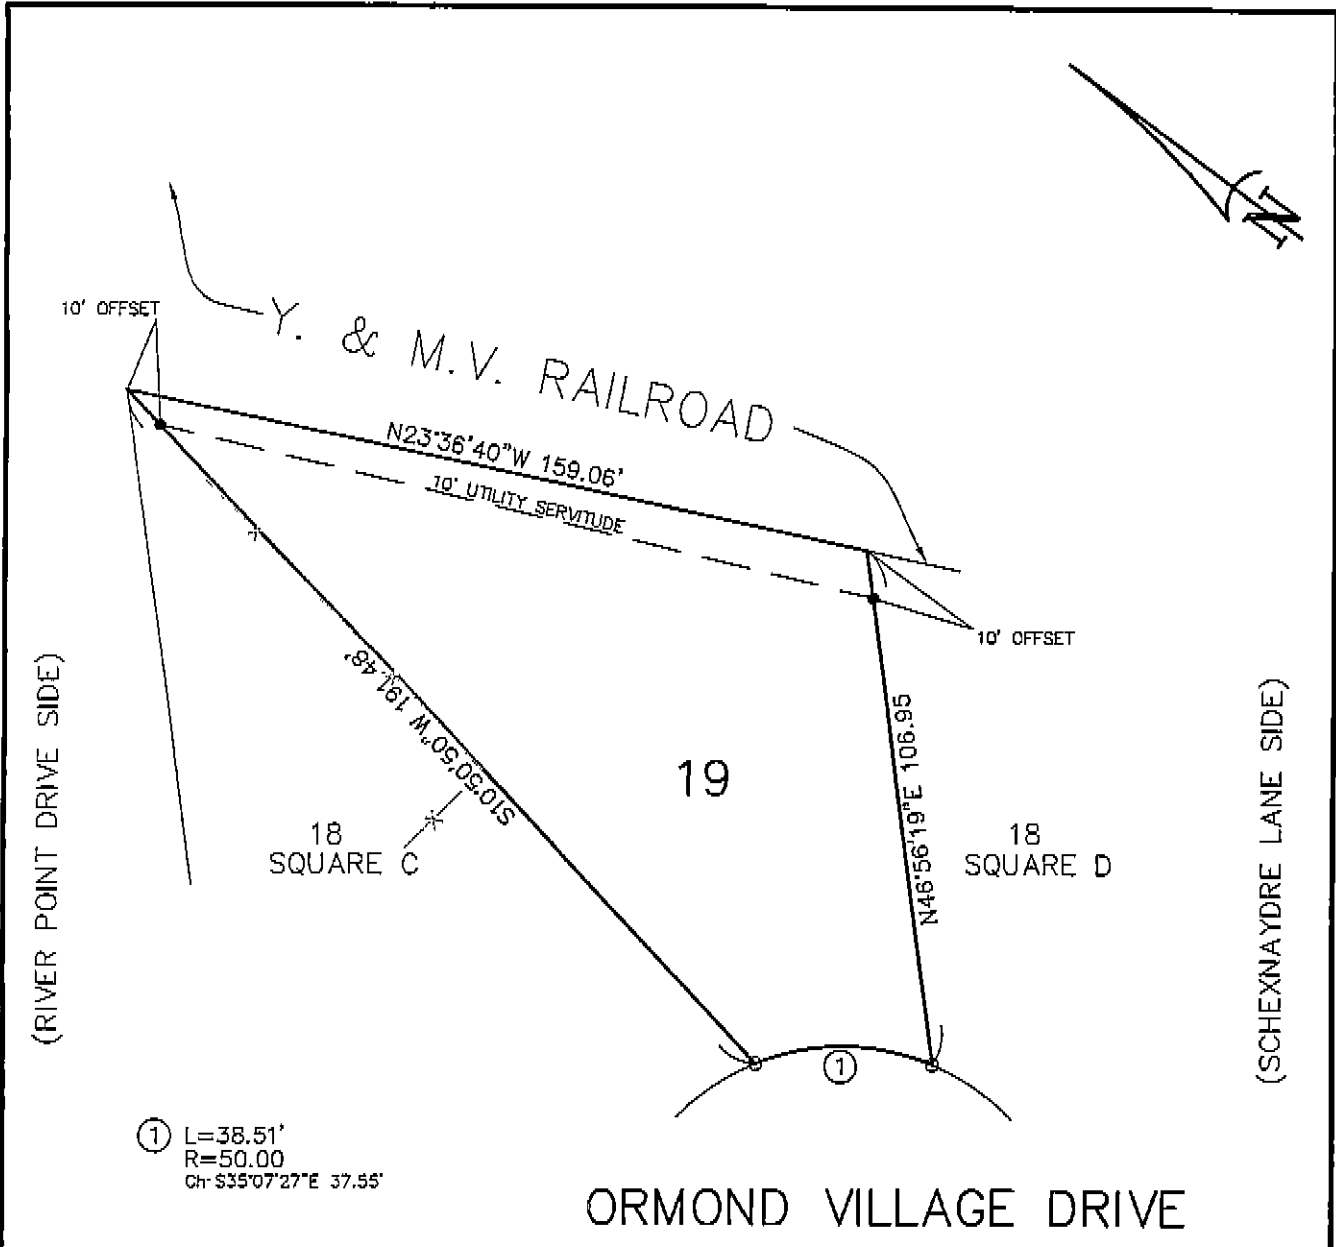 N
10' OFFSET
Y. & M.V. RAILROAD
N23°36'40"W 159.06'
10' UTILITY SERVITUDE
10' OFFSET
(RIVER POINT DRIVE SIDE)
S10°50'50"W 191.48'
19
N46°56'19"E 106.95
18
SQUARE C
18
SQUARE D
(SCHEXNAYDRE LANE SIDE)
1
1 L=38.51'
R=50.00
Ch-S35°07'27"E 37.55'
ORMOND VILLAGE DRIVE